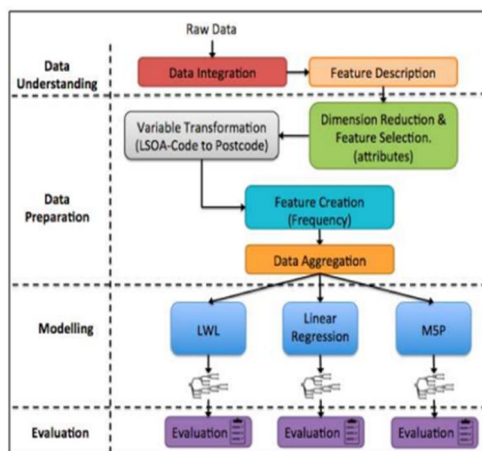 Raw Data
Data
Understanding
Data Integration
Feature Description
Dimension Reduction &
Feature Selection.
(attributes)
Variable Transformation
(LSOA-Code to Postcode)
Data
Preparation
Feature Creation
(Frequency)
Data Aggregation
Modelling
LWL
Linear
Regression
M5P
Evaluation
Evaluation
Evaluation
Evaluation